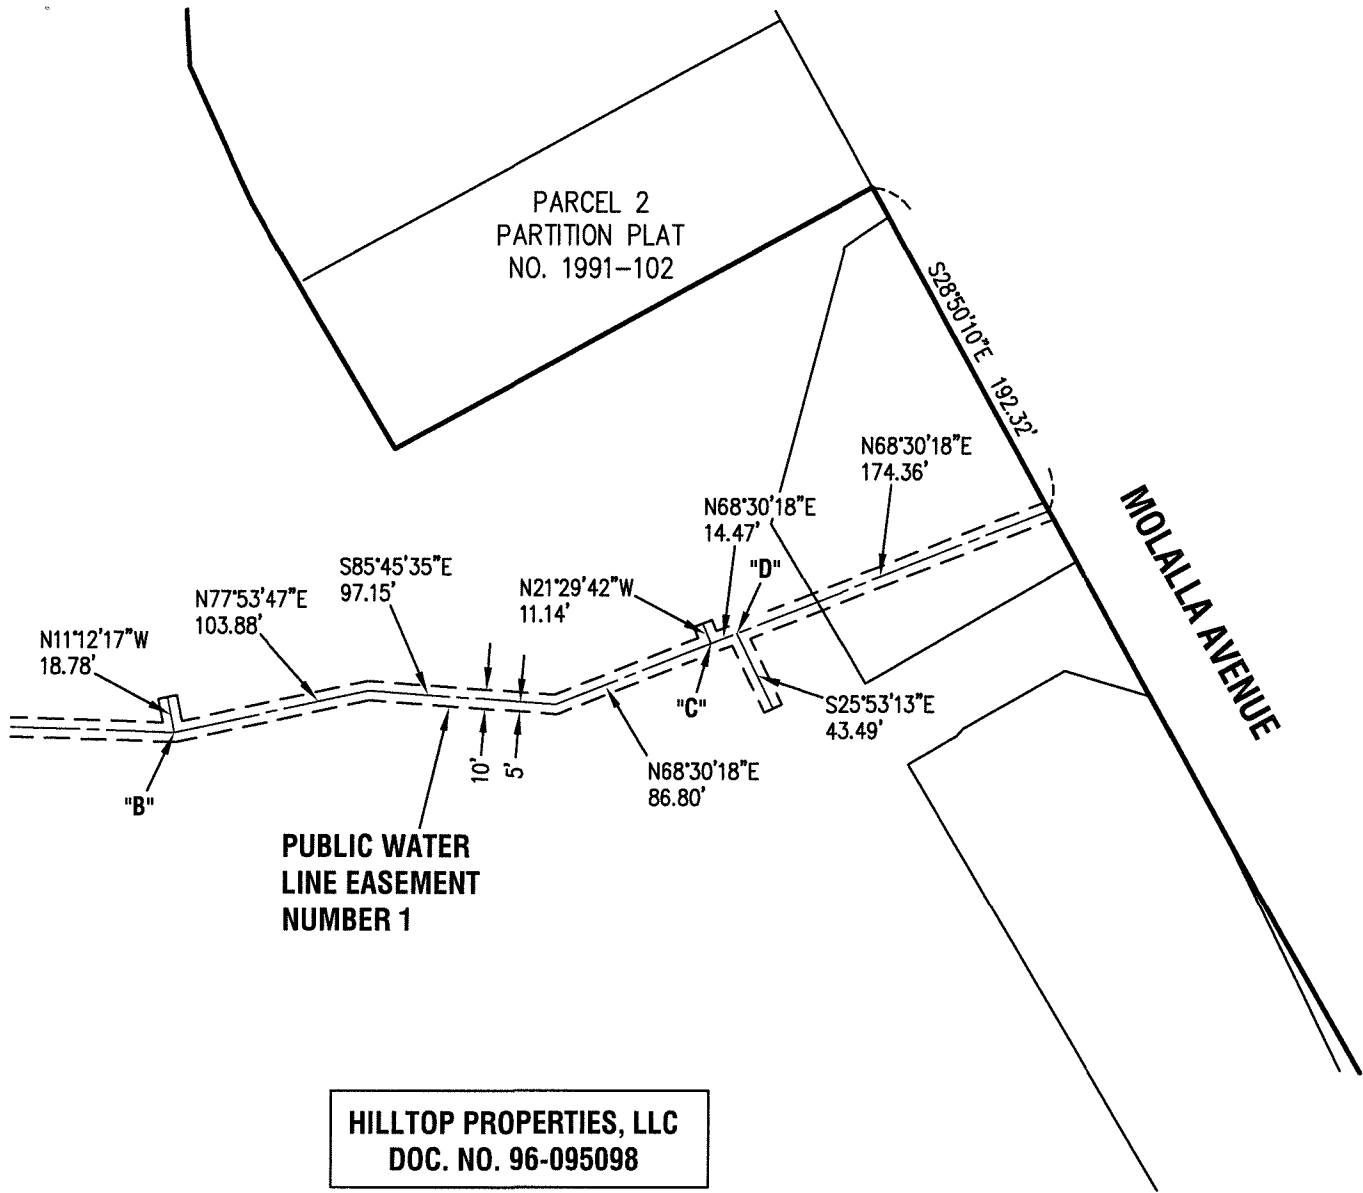 PARCEL 2
PARTITION PLAT
NO. 1991-102
S28°50'10"E 192.32'
N68°30'18"E
174.36'
N68°30'18"E
14.47'
"D"
MOLALLA AVENUE
S85°45'35"E
97.15'
N21°29'42"W
11.14'
N77°53'47"E
103.88'
N11°12'17"W
18.78'
"C"
S25°53'13"E
43.49'
10'
5'
N68°30'18"E
86.80'
"B"
PUBLIC WATER
LINE EASEMENT
NUMBER 1
HILLTOP PROPERTIES, LLC
DOC. NO. 96-095098